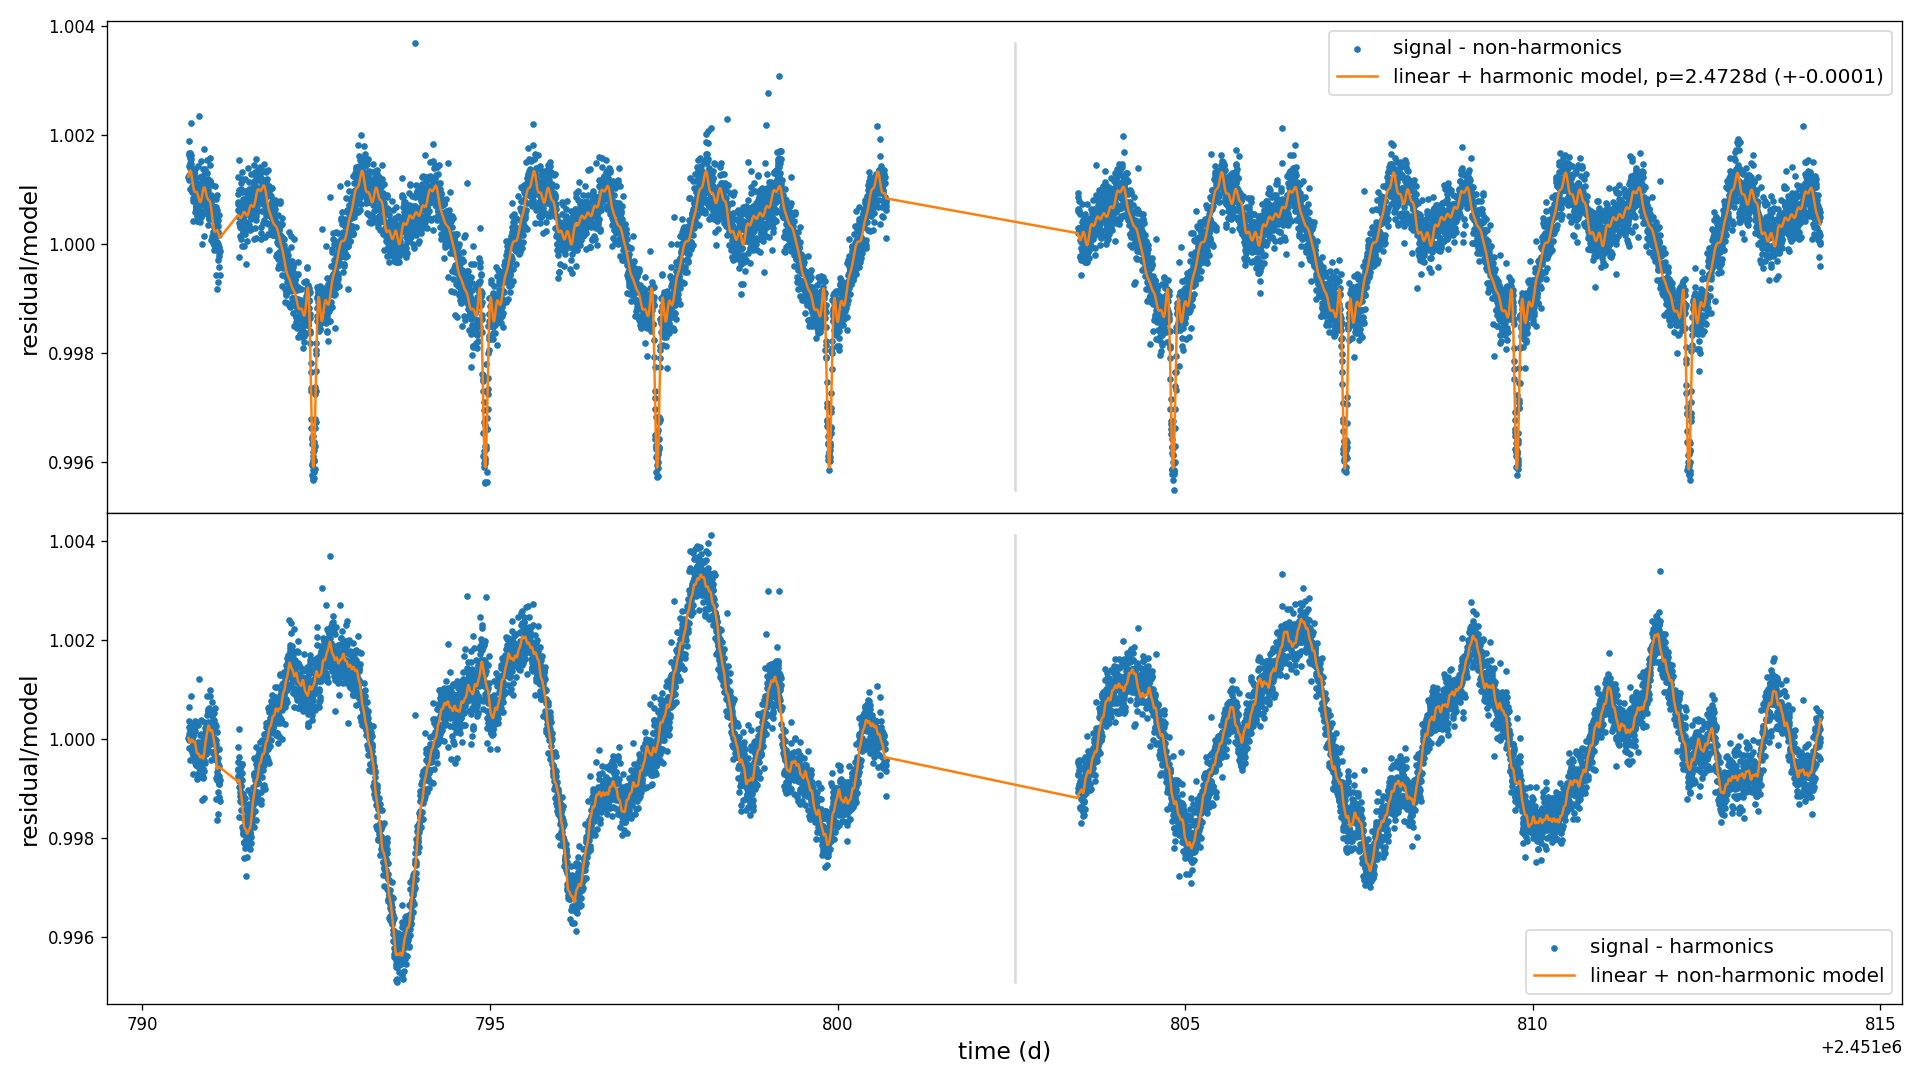 1.004
1.002
1.000
0.998
0.996
residual/model
signal - non-harmonics
linear + harmonic model, p=2.4728d (+-0.0001)
1.004
1.002
1.000
0.998
0.996
residual/model
signal - harmonics
linear + non-harmonic model
790 795 800 805 810 815
+2.451e6
time (d)